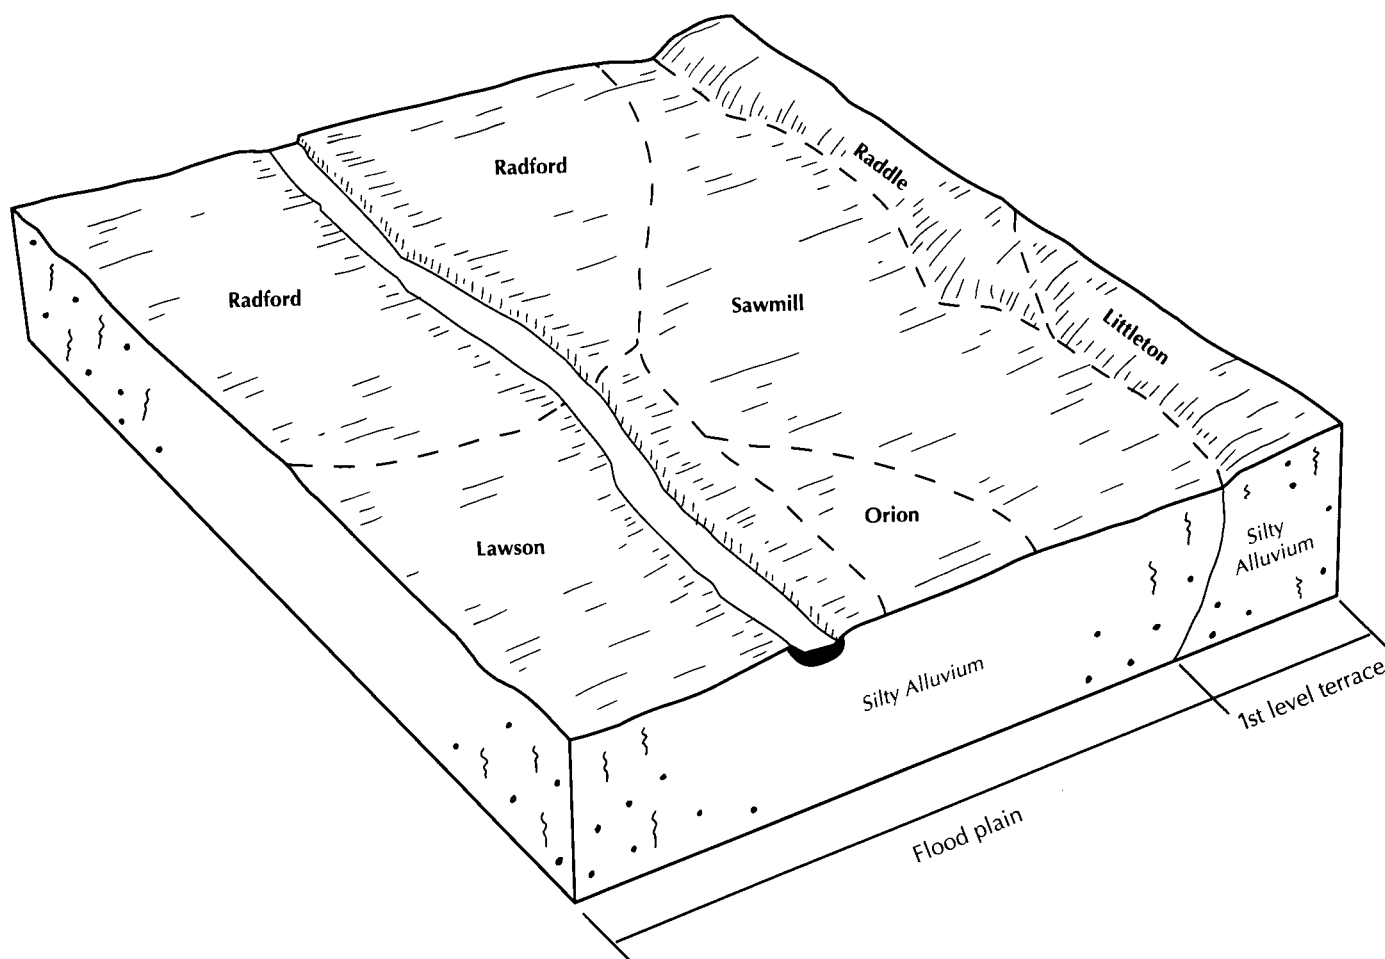 Radford
Raddle
Radford
Sawmill
Littleton
Orion
Lawson
Silty
Alluvium
Silty Alluvium
1st level terrace
Flood plain